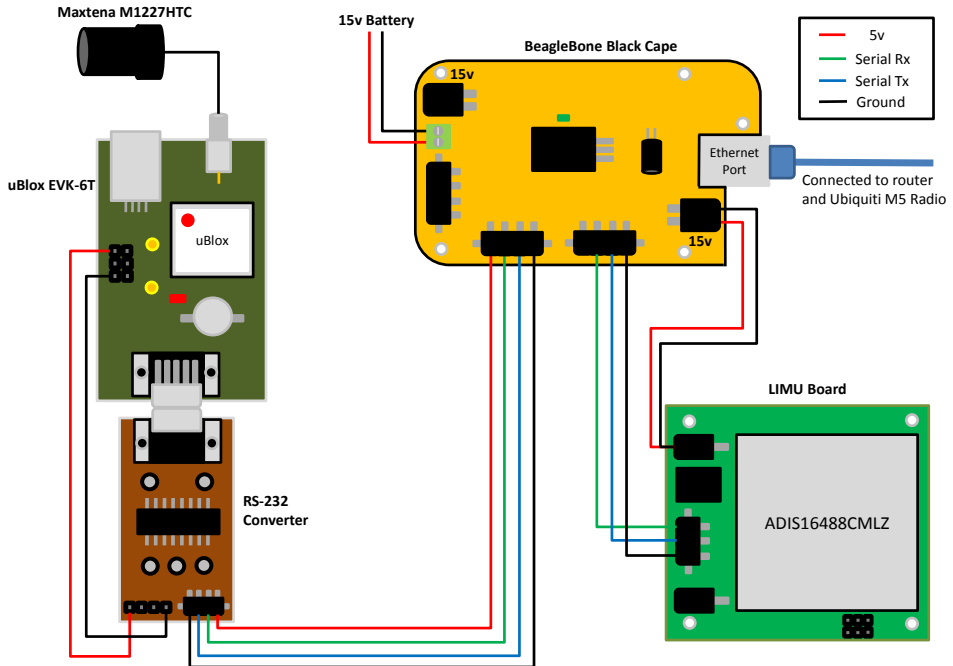 Maxtena M1227HTC
15v Battery
BeagleBone Black Cape
5v
Serial Rx
Serial Tx
Ground
15v
Ethernet
Port
Connected to router
and Ubiquiti M5 Radio
uBlox EVK-6T
uBlox
15v
LIMU Board
RS-232
Converter
ADIS16488CMLZ